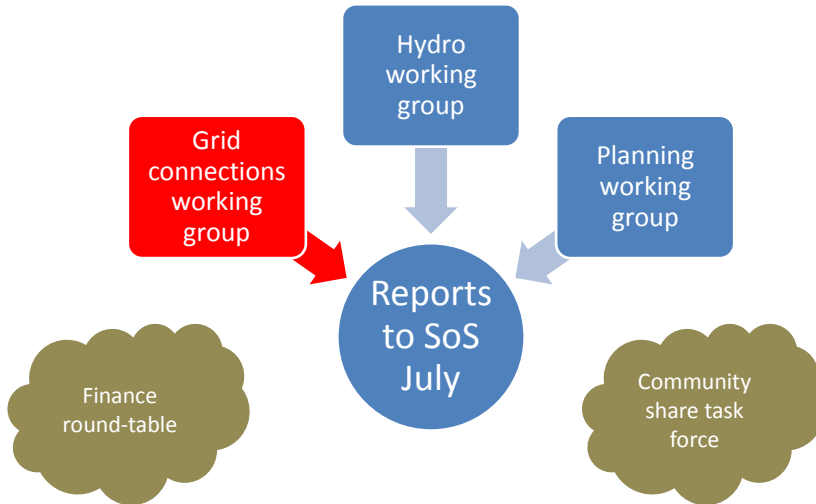 Hydro
working
group
Grid
connections
working
group
Planning
working
group
Reports
to SoS
July
Finance
round-table
Community
share task
force